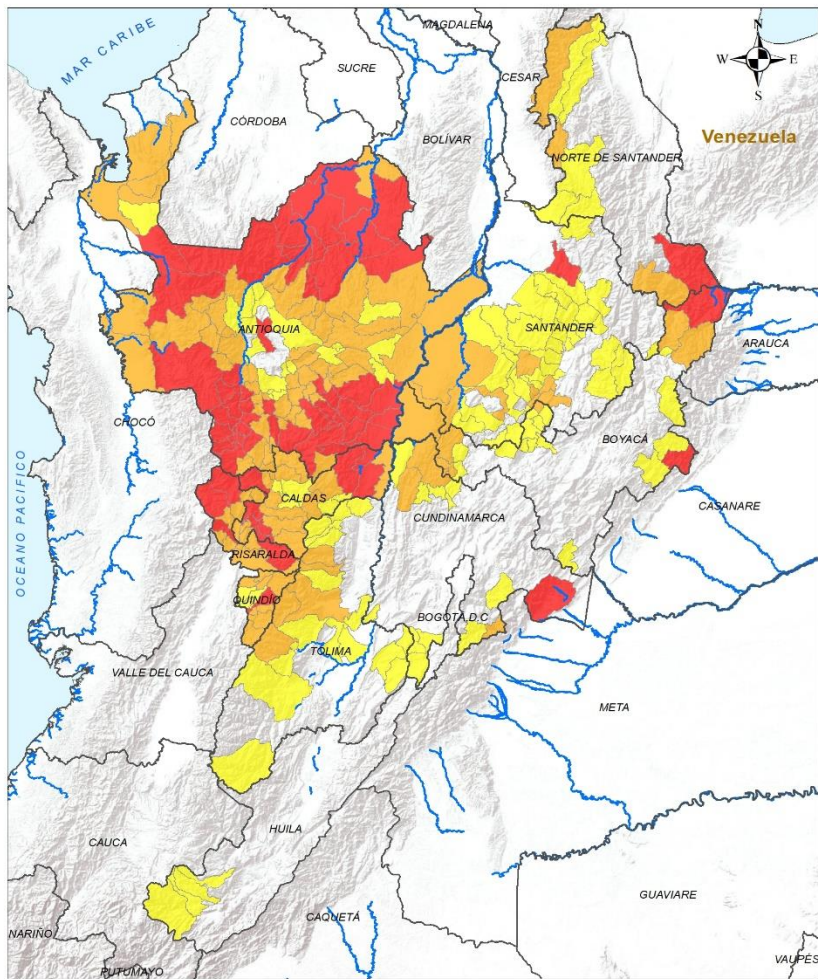 MAGDALENA
N
W E
S
MAR CARIBE
SUCRE
CESAR
CÓRDOBA
BOLÍVAR
Venezuela
NORTE DE SANTANDER
ANTIOQUIA
SANTANDER
ARAUCA
CHOCÓ
BOYACÁ
OCEANO PACIFICO
CALDAS
CASANARE
CUNDINAMARCA
RISARALDA
QUINDÍO
BOGOTÁ, D.C
TOLIMA
VALLE DEL CAUCA
META
HUILA
CAUCA
GUAVIARE
CAQUETÁ
NARIÑO
VAUPÉS
PUTUMAYO